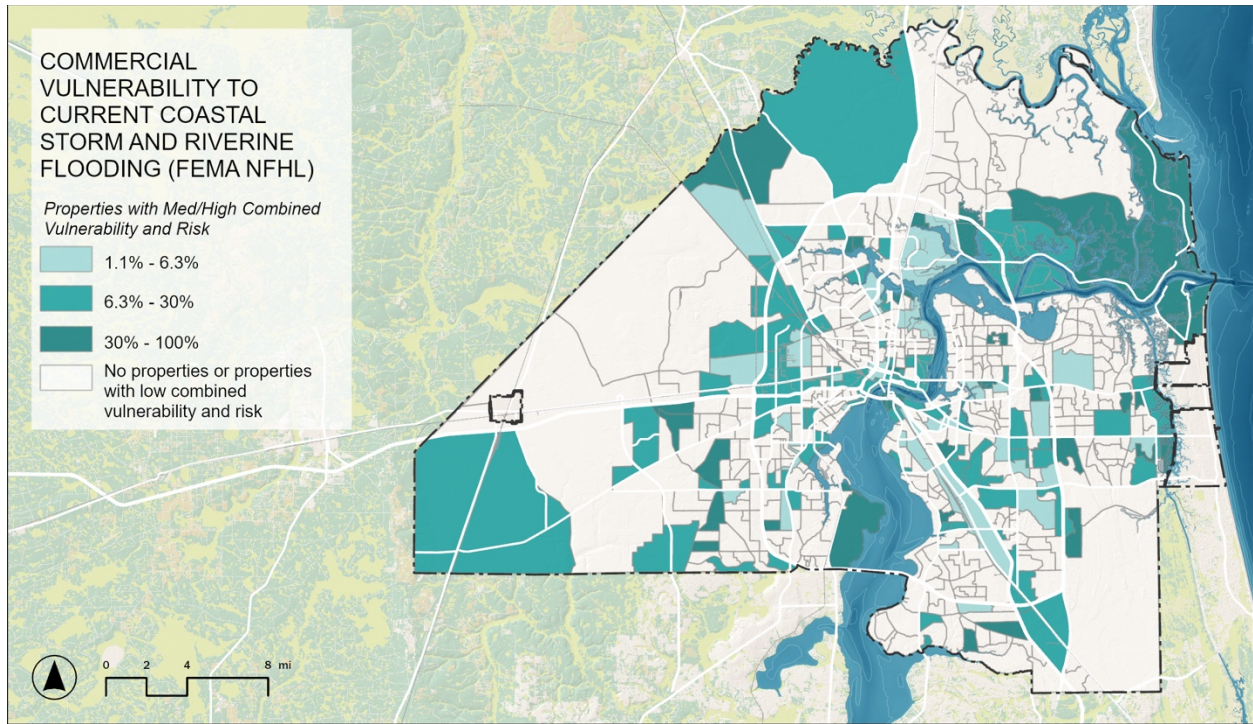 COMMERCIAL
VULNERABILITY TO
CURRENT COASTAL
STORM AND RIVERINE
FLOODING (FEMA NFHL)
Properties with Med/High Combined
Vulnerability and Risk
1.1% - 6.3%
6.3% - 30%
30% - 100%
No properties or properties
with low combined
vulnerability and risk
0 2 4 8 mi